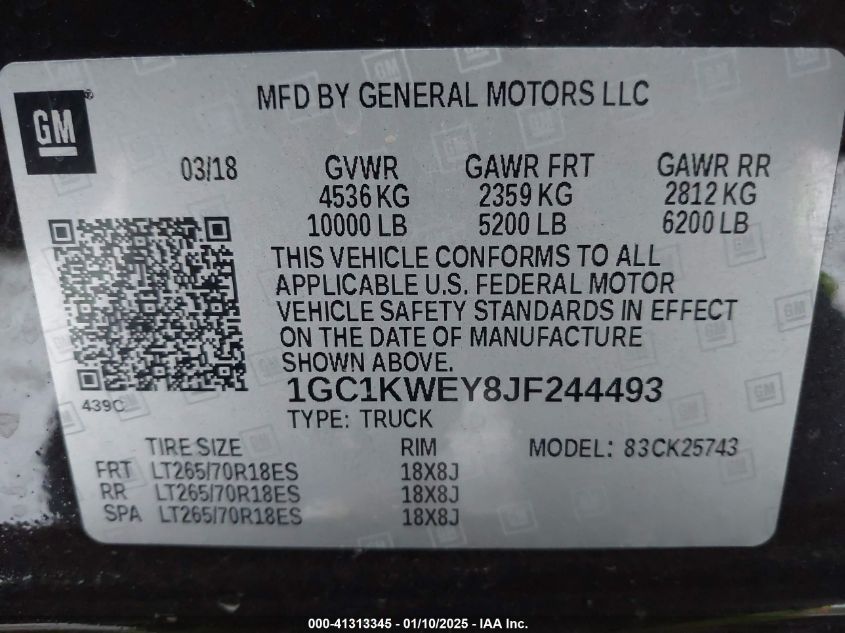 GM
MFD BY GENERAL MOTORS LLC
03/18 GVWR GAWR FRT GAWR RR
4536 KG 2359 KG 2812 KG
10000 LB 5200 LB 6200 LB
THIS VEHICLE CONFORMS TO ALL
APPLICABLE U.S. FEDERAL MOTOR
VEHICLE SAFETY STANDARDS IN EFFECT
ON THE DATE OF MANUFACTURE
SHOWN ABOVE.
439C 1GC1KWEY8JF244493
TYPE: TRUCK
TIRE SIZE RIM MODEL: 83CK25743
FRT LT265/70R18ES 18X8J
RR LT265/70R18ES 18X8J
SPA LT265/70R18ES 18X8J
000-41313345 - 01/10/2025 - IAA Inc.